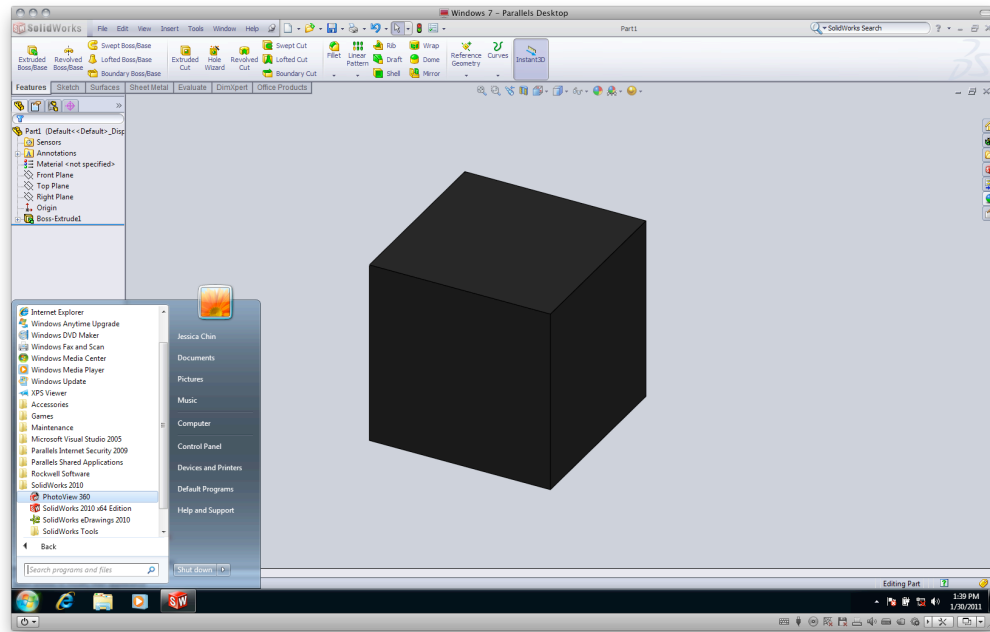 Windows 7 - Parallels Desktop
SolidWorks File Edit View Insert Tools Window Help Part1 SolidWorks Search
Extruded Boss/Base
Revolved Boss/Base
Swept Boss/Base
Lofted Boss/Base
Boundary Boss/Base
Extruded Cut
Hole Wizard
Revolved Cut
Swept Cut
Lofted Cut
Boundary Cut
Fillet
Linear Pattern
Rib
Draft
Shell
Wrap
Dome
Mirror
Reference Geometry
Curves
Instant3D
Features Sketch Surfaces Sheet Metal Evaluate DimXpert Office Products
Part1 (Default<<Default>_Disp
Sensors
Annotations
Material <not specified>
Front Plane
Top Plane
Right Plane
Origin
Boss-Extrude1
Internet Explorer
Windows Anytime Upgrade
Windows DVD Maker
Windows Fax and Scan
Windows Media Center
Windows Media Player
Windows Update
XPS Viewer
Accessories
Games
Maintenance
Microsoft Visual Studio 2005
Parallels Internet Security 2009
Parallels Shared Applications
Rockwell Software
SolidWorks 2010
PhotoView 360
SolidWorks 2010 x64 Edition
SolidWorks eDrawings 2010
SolidWorks Tools
Back
Search programs and files
Jessica Chin
Documents
Pictures
Music
Computer
Control Panel
Devices and Printers
Default Programs
Help and Support
Shut down
Editing Part
1:39 PM
1/30/2011